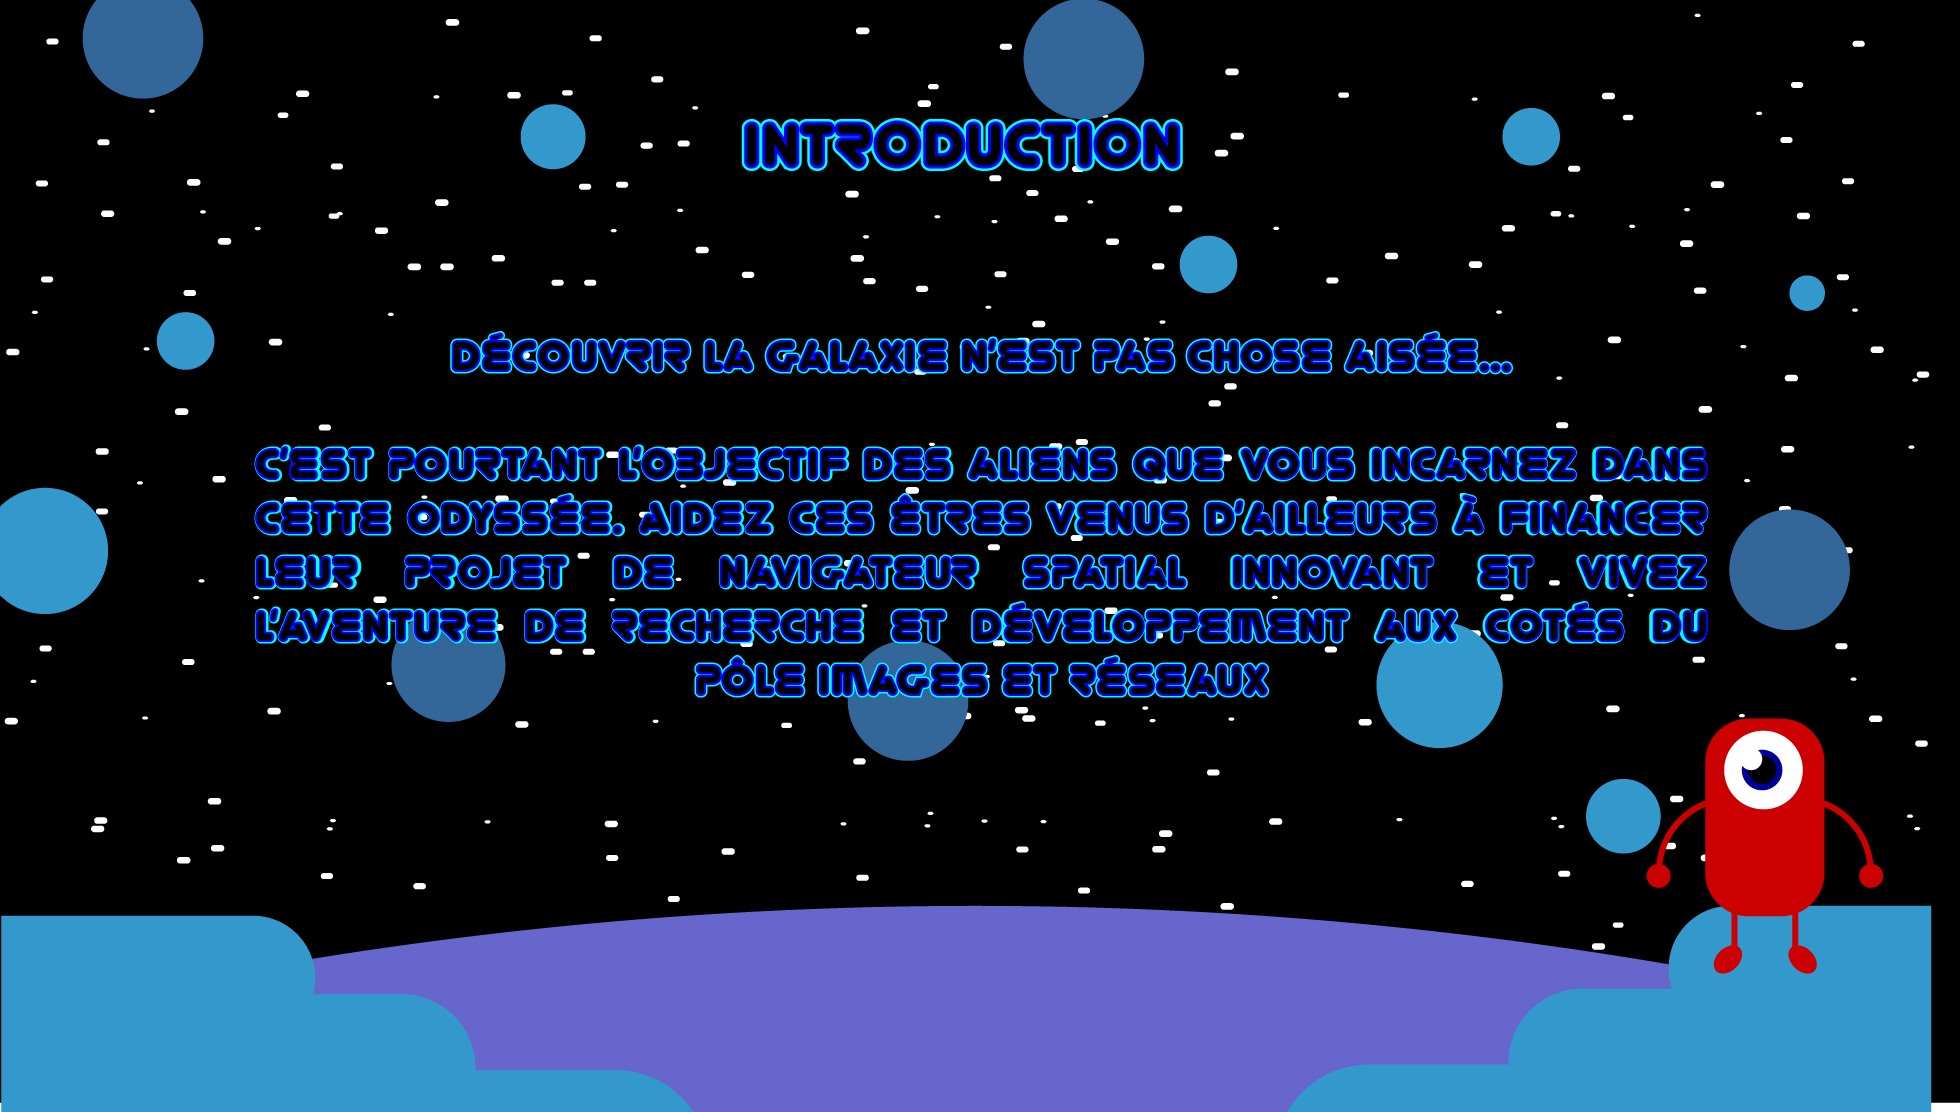 INTRODUCTION
DÉCOUVRIR LA GALAXIE N'EST PAS CHOSE AISÉE...
C'EST POURTANT L'OBJECTIF DES ALIENS QUE VOUS INCARNEZ DANS
CETTE ODYSSÉE. AIDEZ CES ÊTRES VENUS D'AILLEURS À FINANCER
LEUR PROJET DE NAVIGATEUR SPATIAL INNOVANT ET VIVEZ
L'AVENTURE DE RECHERCHE ET DÉVELOPPEMENT AUX COTÉS DU
PÔLE IMAGES ET RÉSEAUX